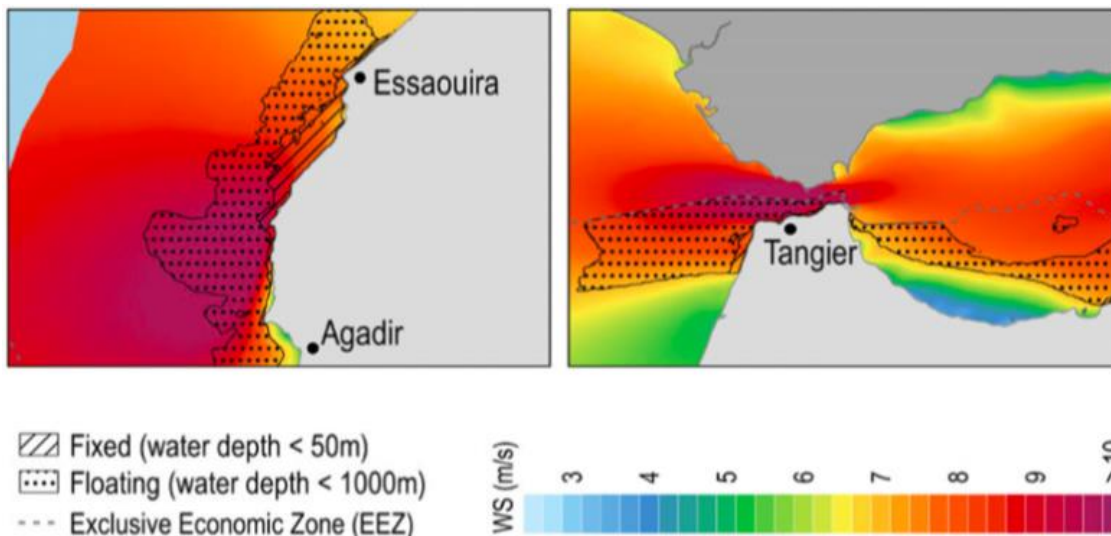 Essaouira
Agadir
Tangier
Fixed (water depth < 50m)
Floating (water depth < 1000m)
Exclusive Economic Zone (EEZ)
WS (m/s)
3 4 5 6 7 8 9